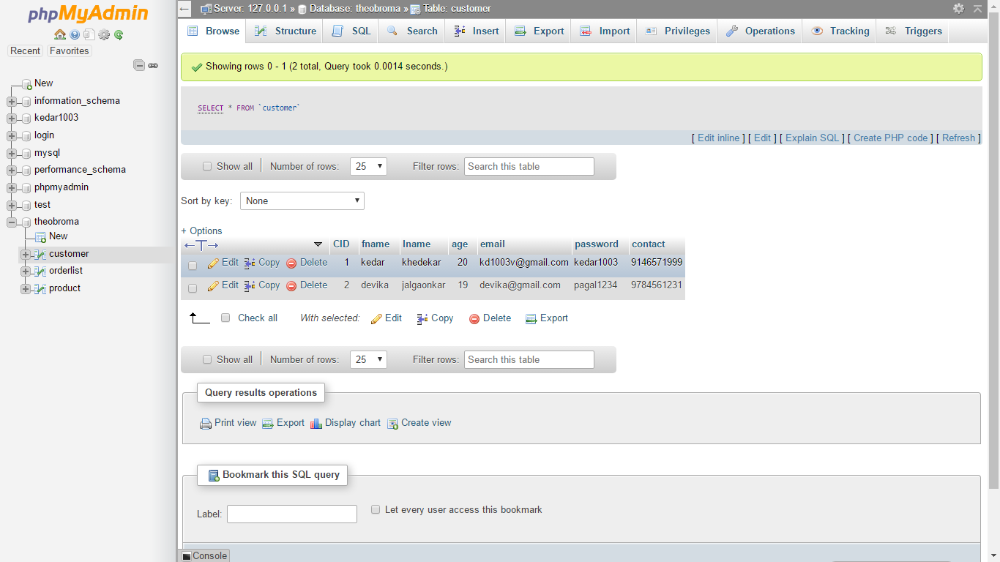 phpMyAdmin
Recent Favorites
New
information_schema
kedar1003
login
mysql
performance_schema
phpmyadmin
test
theobroma
New
customer
orderlist
product
Server: 127.0.0.1 » Database: theobroma » Table: customer
Browse Structure SQL Search Insert Export Import Privileges Operations Tracking Triggers
Showing rows 0 - 1 (2 total, Query took 0.0014 seconds.)
SELECT * FROM `customer`
[ Edit inline ] [ Edit ] [ Explain SQL ] [ Create PHP code ] [ Refresh ]
Show all Number of rows: 25 Filter rows: Search this table
Sort by key: None
+ Options
←T→ CID fname lname age email password contact
Edit Copy Delete 1 kedar khedekar 20 kd1003v@gmail.com kedar1003 9146571999
Edit Copy Delete 2 devika jalgaonkar 19 devika@gmail.com pagal1234 9784561231
Check all With selected: Edit Copy Delete Export
Show all Number of rows: 25 Filter rows: Search this table
Query results operations
Print view Export Display chart Create view
Bookmark this SQL query
Label: Let every user access this bookmark
Console